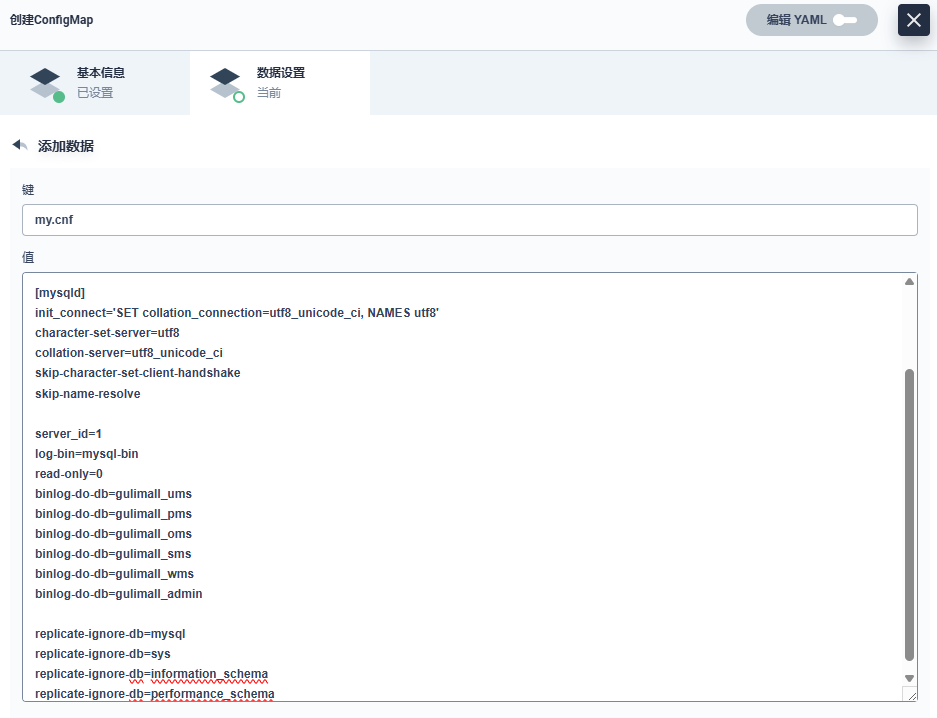 创建ConfigMap
编辑 YAML
基本信息
已设置
数据设置
当前
添加数据
键
my.cnf
值
[mysqld]
init_connect='SET collation_connection=utf8_unicode_ci, NAMES utf8'
character-set-server=utf8
collation-server=utf8_unicode_ci
skip-character-set-client-handshake
skip-name-resolve
server_id=1
log-bin=mysql-bin
read-only=0
binlog-do-db=gulimall_ums
binlog-do-db=gulimall_pms
binlog-do-db=gulimall_oms
binlog-do-db=gulimall_sms
binlog-do-db=gulimall_wms
binlog-do-db=gulimall_admin
replicate-ignore-db=mysql
replicate-ignore-db=sys
replicate-ignore-db=information_schema
replicate-ignore-db=performance_schema